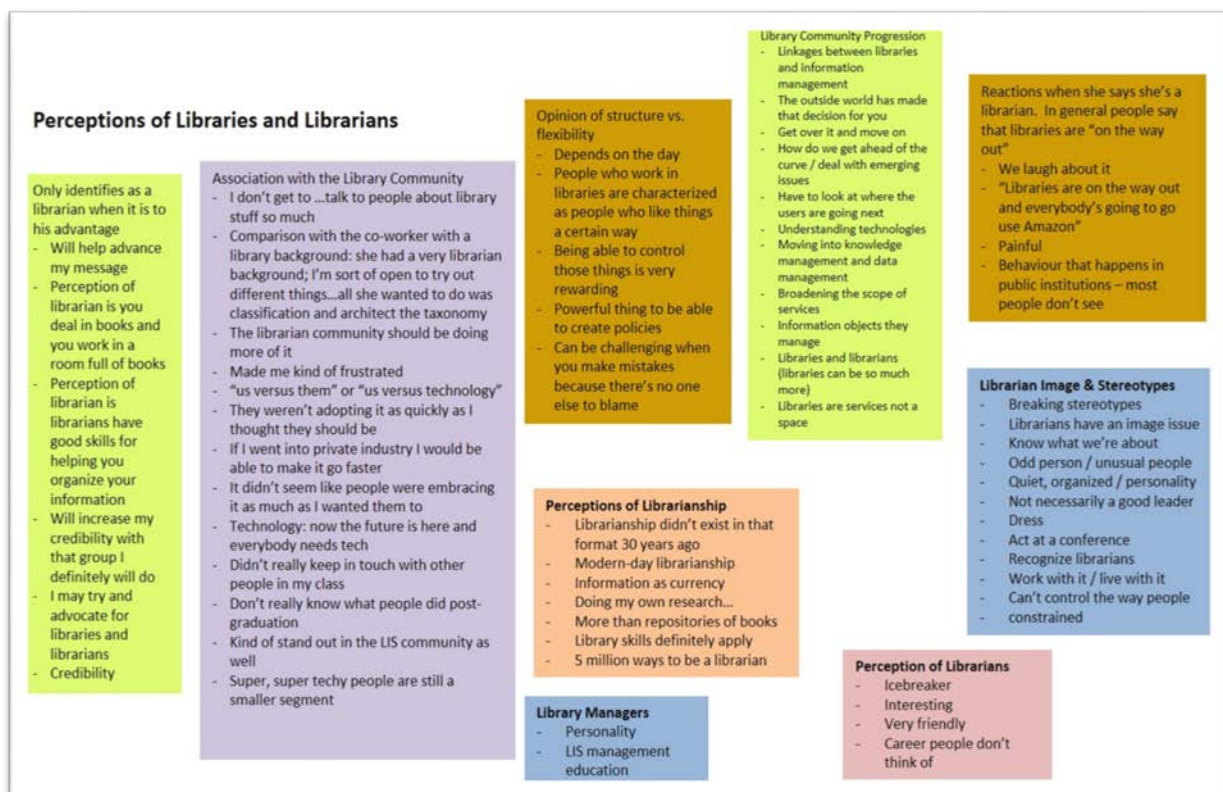 Perceptions of Libraries and Librarians
Only identifies as a
librarian when it is to
his advantage
- Will help advance
my message
- Perception of
librarian is you
deal in books and
you work in a
room full of books
- Perception of
librarian is
librarians have
good skills for
helping you
organize your
information
- Will increase my
credibility with
that group I
definitely will do
- I may try and
advocate for
libraries and
librarians
- Credibility
Association with the Library Community
- I don't get to ...talk to people about library
stuff so much
- Comparison with the co-worker with a
library background: she had a very librarian
background; I'm sort of open to try out
different things...all she wanted to do was
classification and architect the taxonomy
- The librarian community should be doing
more of it
- Made me kind of frustrated
- "us versus them" or "us versus technology"
- They weren't adopting it as quickly as I
thought they should be
- If I went into private industry I would be
able to make it go faster
- It didn't seem like people were embracing
it as much as I wanted them to
- Technology: now the future is here and
everybody needs tech
- Didn't really keep in touch with other
people in my class
- Don't really know what people did post-
graduation
- Kind of stand out in the LIS community as
well
- Super, super techy people are still a
smaller segment
Opinion of structure vs.
flexibility
- Depends on the day
- People who work in
libraries are characterized
as people who like things
a certain way
- Being able to control
those things is very
rewarding
- Powerful thing to be able
to create policies
- Can be challenging when
you make mistakes
because there's no one
else to blame
Library Community Progression
- Linkages between libraries
and information
management
- The outside world has made
that decision for you
- Get over it and move on
- How do we get ahead of the
curve / deal with emerging
issues
- Have to look at where the
users are going next
- Understanding technologies
- Moving into knowledge
management and data
management
- Broadening the scope of
services
- Information objects they
manage
- Libraries and librarians
(libraries can be so much
more)
- Libraries are services not a
space
Reactions when she says she's a
librarian. In general people say
that libraries are "on the way
out"
- We laugh about it
- "Libraries are on the way out
and everybody's going to go
use Amazon"
- Painful
- Behaviour that happens in
public institutions – most
people don't see
Perceptions of Librarianship
- Librarianship didn't exist in that
format 30 years ago
- Modern-day librarianship
- Information as currency
- Doing my own research...
- More than repositories of books
- Library skills definitely apply
- 5 million ways to be a librarian
Library Managers
- Personality
- LIS management
education
Librarian Image & Stereotypes
- Breaking stereotypes
- Librarians have an image issue
- Know what we're about
- Odd person / unusual people
- Quiet, organized / personality
- Not necessarily a good leader
- Dress
- Act at a conference
- Recognize librarians
- Work with it / live with it
- Can't control the way people
- constrained
Perception of Librarians
- Icebreaker
- Interesting
- Very friendly
- Career people don't
think of